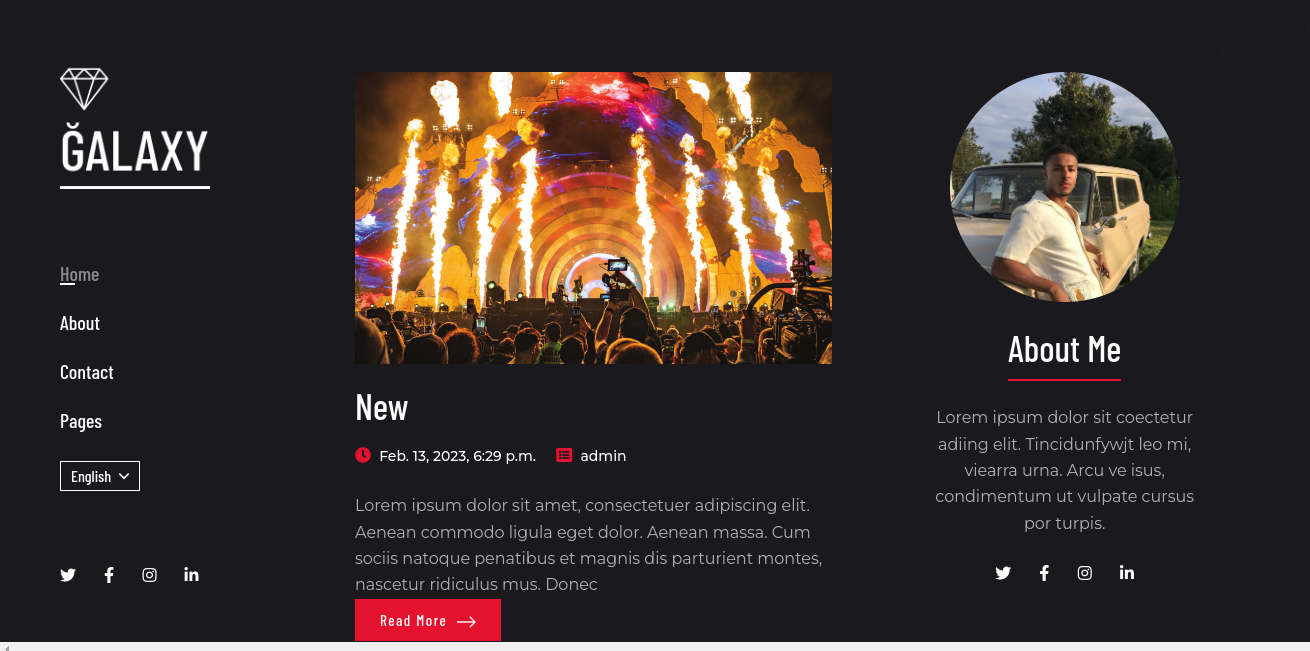 ĞALAXY
Home
About
Contact
Pages
English
New
Feb. 13, 2023, 6:29 p.m. admin
Lorem ipsum dolor sit amet, consectetuer adipiscing elit.
Aenean commodo ligula eget dolor. Aenean massa. Cum
sociis natoque penatibus et magnis dis parturient montes,
nascetur ridiculus mus. Donec
Read More
About Me
Lorem ipsum dolor sit coectetur
adiing elit. Tincidunfywjt leo mi,
viearra urna. Arcu ve isus,
condimentum ut vulpate cursus
por turpis.